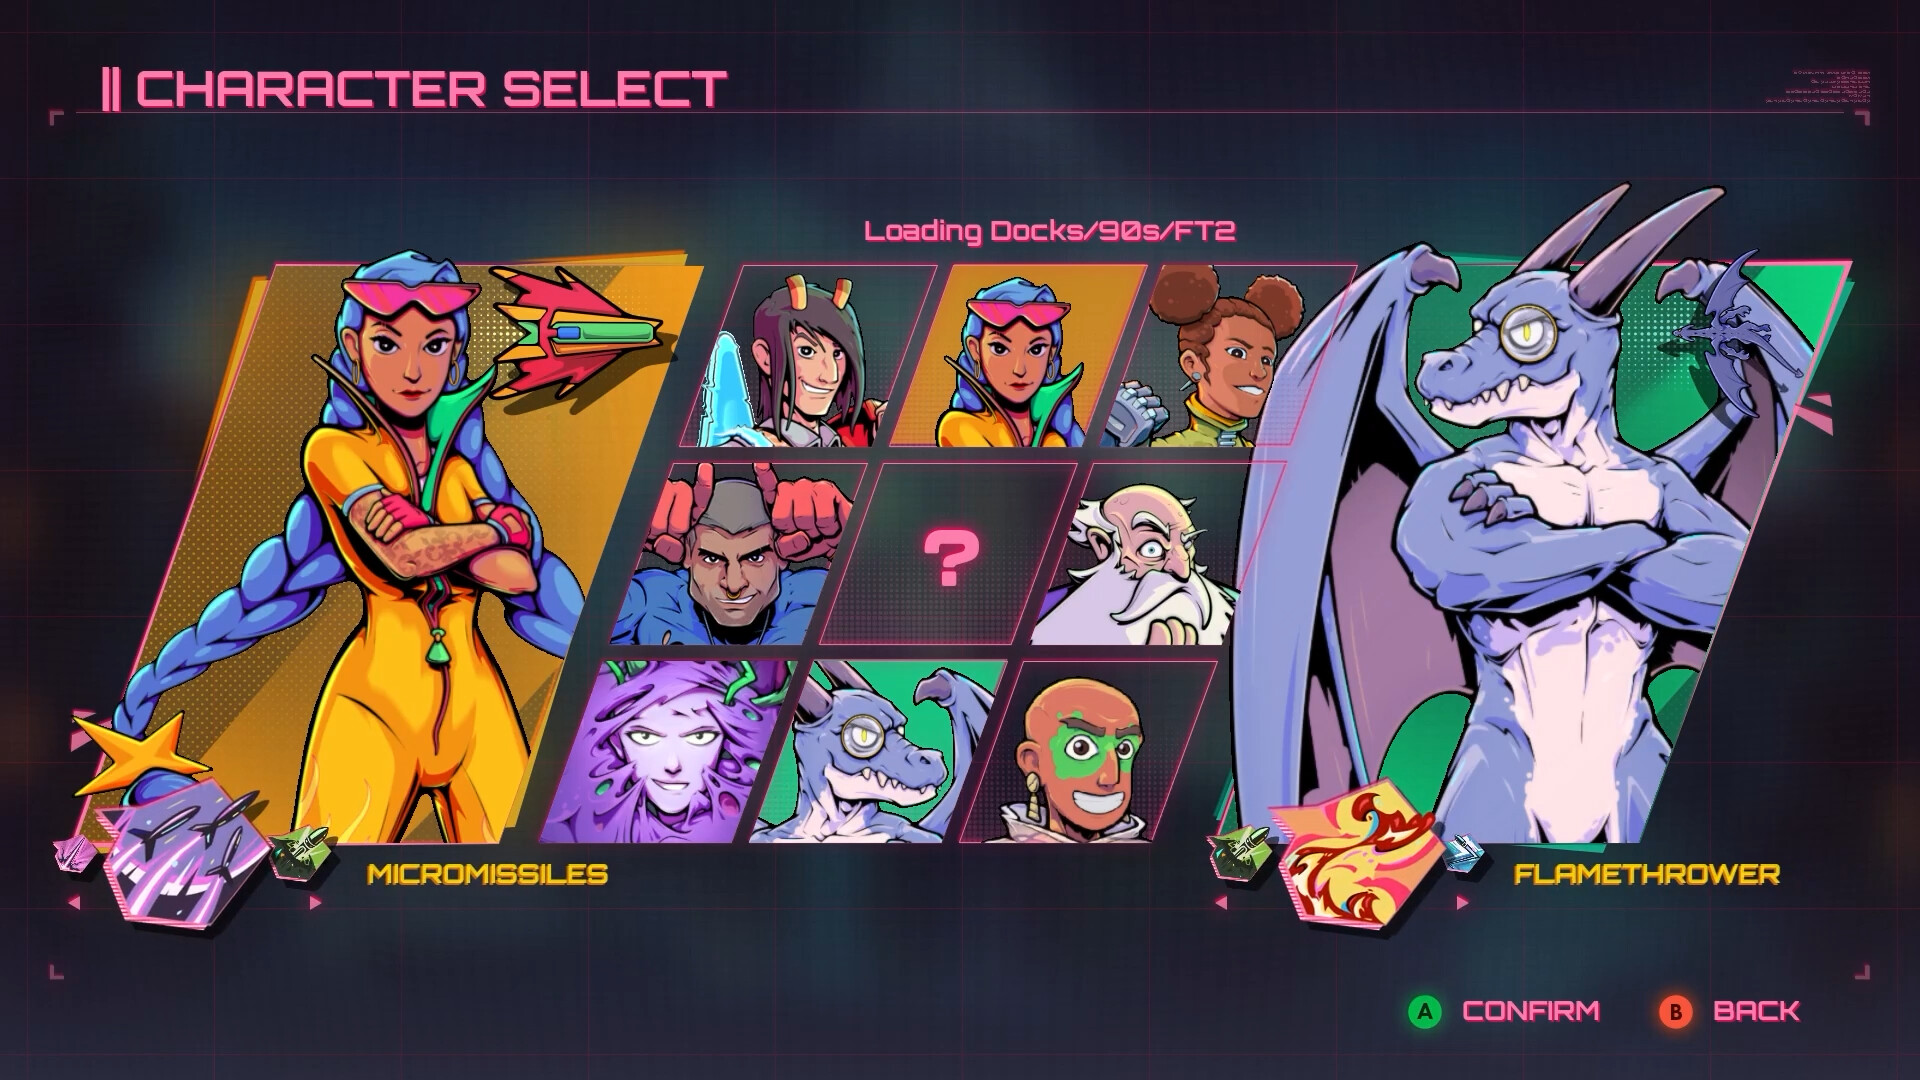 CHARACTER SELECT
Loading Docks/90s/FT2
?
MICROMISSILES
FLAMETHROWER
A CONFIRM B BACK